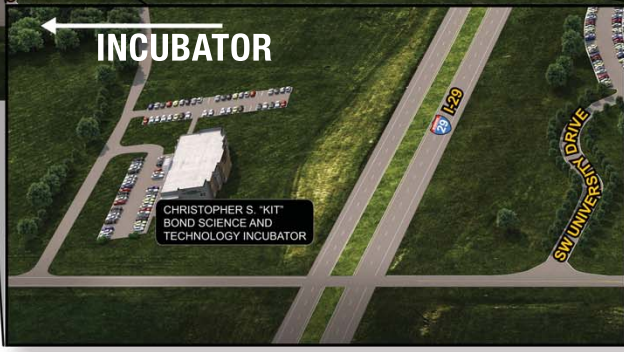 INCUBATOR
29 I-29
SW UNIVERSITY DRIVE
CHRISTOPHER S. "KIT"
BOND SCIENCE AND
TECHNOLOGY INCUBATOR